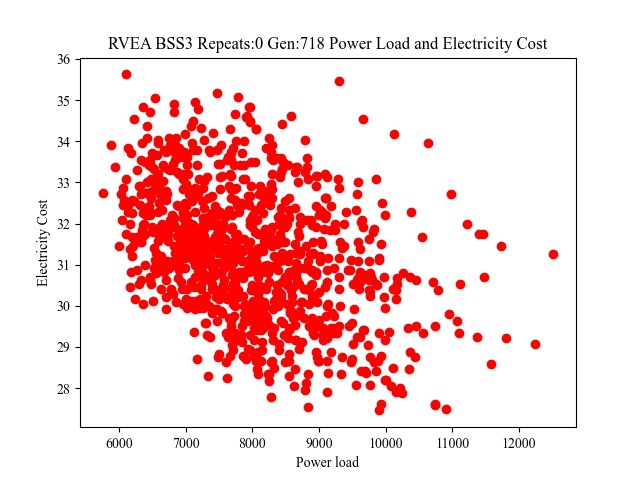 RVEA BSS3 Repeats:0 Gen:718 Power Load and Electricity Cost
36
35
34
33
32
31
30
29
28
Electricity Cost
6000 7000 8000 9000 10000 11000 12000
Power load